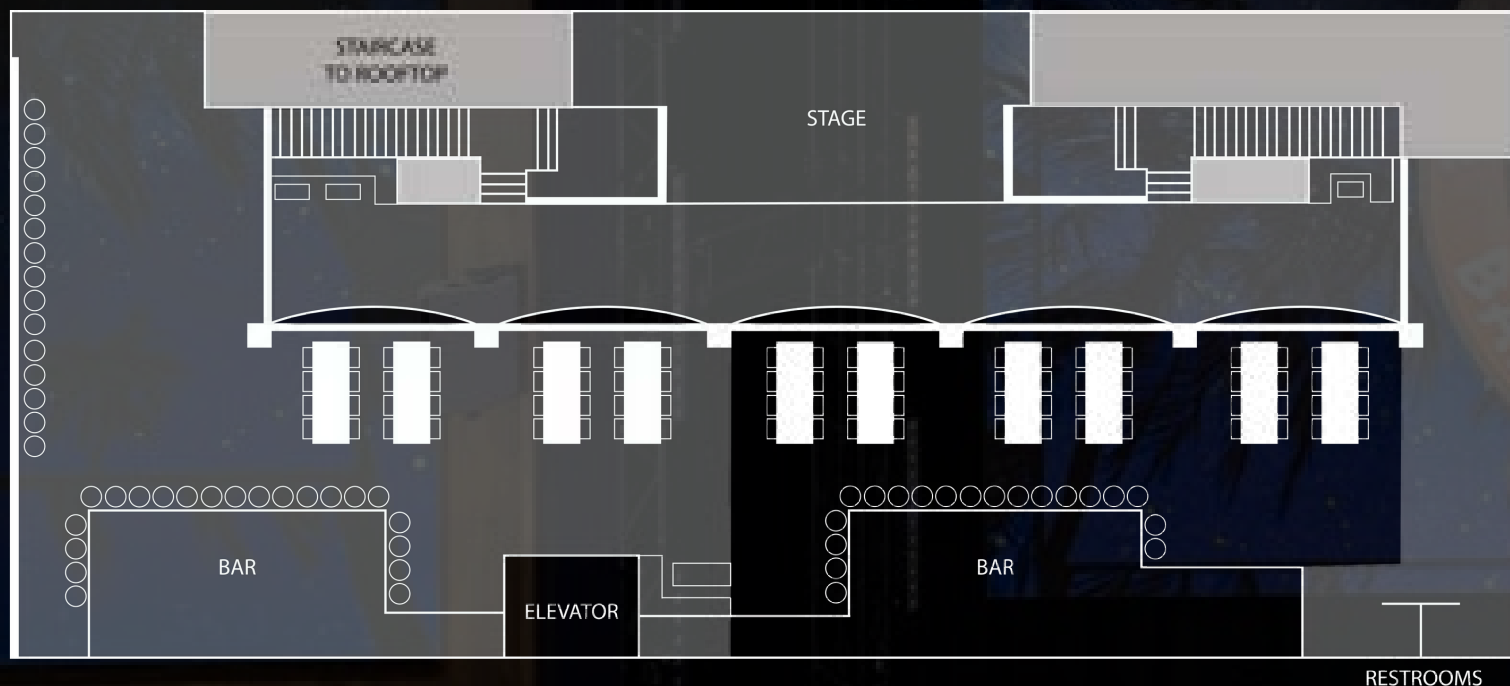 STAIRCASE
TO ROOFTOP
STAGE
BAR
BAR
ELEVATOR
RESTROOMS